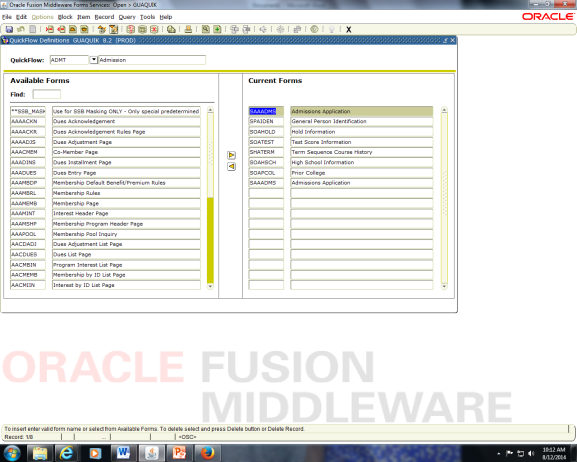 Oracle Fusion Middleware Forms Services: Open > GUAQUIK
File Edit Options Block Item Record Query Tools Help
ORACLE
QuickFlow Definitions GUAQUIK 8.2 (PROD)
QuickFlow: ADMT Admission
Available Forms
Current Forms
Find:
**SSB_MASK Use for SSB Masking ONLY - Only special predetermined
SAAADMS Admissions Application
AAAACKN Dues Acknowledgement
SPAIDEN General Person Identification
AAAACKR Dues Acknowledgement Rules Page
SOAHOLD Hold Information
AAAADJS Dues Adjustment Page
SOATEST Test Score Information
AAACMEM Co-Member Page
SHATERM Term Sequence Course History
AAADINS Dues Installment Page
SOAHSCH High School Information
AAADUES Dues Entry Page
SOAPCOL Prior College
AAAMBDP Membership Default Benefit/Premium Rules
SAAADMS Admissions Application
AAAMBRL Membership Rules
AAAMEMB Membership Page
AAAMINT Interest Header Page
AAAMSHP Membership Program Header Page
AAAPOOL Membership Pool Inquiry
AACDADJ Dues Adjustment List Page
AACDUES Dues List Page
AACMBIN Program Interest List Page
AACMEMB Membership by ID List Page
AACMIIN Interest by ID List Page
ORACLE FUSION
MIDDLEWARE
To insert enter valid form name or select from Available Forms. To delete select and press Delete button or Delete Record.
Record: 1/8 ... <OSC>
10:12 AM
8/12/2014